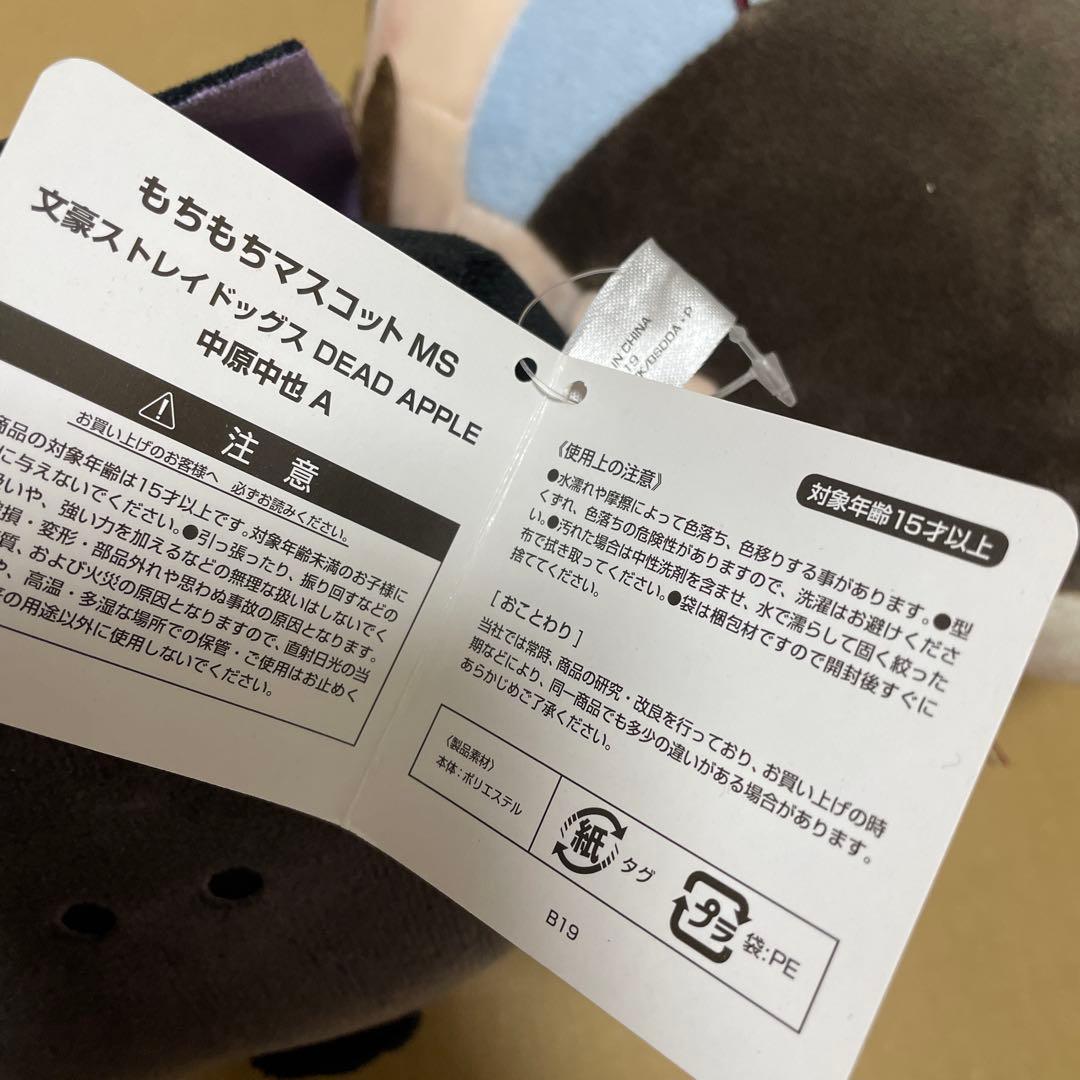 もちもちマスコット MS
文豪ストレイドッグス DEAD APPLE
中原中也 A
注意
お買い上げのお客様へ 必ずお読みください。
商品の対象年齢は15才以上です。対象年齢未満のお子様に
に与えないでください。●引っ張ったり、振り回すなどの
扱いや、強い力を加えるなどの無理な扱いはしないでく
破損・変形・部品外れや思わぬ事故の原因となります。
および火災の原因となりますので、直射日光の当
や、高温・多湿な場所での保管・ご使用はお止めく
の用途以外に使用しないでください。
IN CHINA
19
対象年齢15才以上
《使用上の注意》
●水濡れや摩擦によって色落ち、色移りする事があります。●型
くずれ、色落ちの危険性がありますので、洗濯はお避けくださ
い。●汚れた場合は中性洗剤を含ませ、水で濡らして固く絞った
布で拭き取ってください。●袋は梱包材ですので開封後すぐに
捨ててください。
[おことわり]
当社では常時、商品の研究・改良を行っており、お買い上げの時
期などにより、同一商品でも多少の違いがある場合があります。
あらかじめご了承ください。
〈製品素材〉
本体：ポリエステル
紙 タグ
プラ 袋:PE
B19